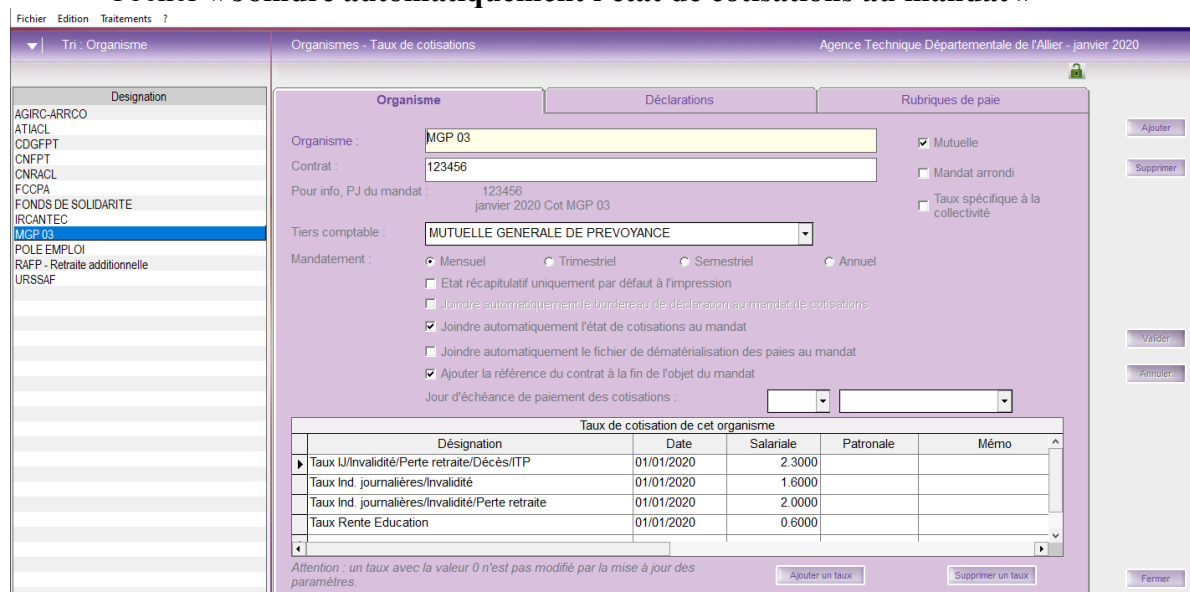 Fichier Edition Traitements ?
Tri : Organisme
Organismes - Taux de cotisations
Agence Technique Départementale de l'Allier - janvier 2020
Designation
AGIRC-ARRCO
ATIACL
CDGFPT
CNFPT
CNRACL
FCCPA
FONDS DE SOLIDARITE
IRCANTEC
MGP 03
POLE EMPLOI
RAFP - Retraite additionnelle
URSSAF
Organisme
Déclarations
Rubriques de paie
Organisme :
MGP 03
Mutuelle
Contrat :
123456
Mandat arrondi
Pour info, PJ du mandat :
123456
janvier 2020 Cot MGP 03
Taux spécifique à la
collectivité
Tiers comptable :
MUTUELLE GENERALE DE PREVOYANCE
Mandatement :
Mensuel
Trimestriel
Semestriel
Annuel
Etat récapitulatif uniquement par défaut à l'impression
Joindre automatiquement le bordereau de déclaration au mandat de cotisations
Joindre automatiquement l'état de cotisations au mandat
Joindre automatiquement le fichier de dématérialisation des paies au mandat
Ajouter la référence du contrat à la fin de l'objet du mandat
Jour d'échéance de paiement des cotisations :
Taux de cotisation de cet organisme
Désignation Date Salariale Patronale Mémo
Taux IJ/Invalidité/Perte retraite/Décès/ITP 01/01/2020 2.3000
Taux Ind. journalières/Invalidité 01/01/2020 1.6000
Taux Ind. journalières/Invalidité/Perte retraite 01/01/2020 2.0000
Taux Rente Education 01/01/2020 0.6000
Attention : un taux avec la valeur 0 n'est pas modifié par la mise à jour des
paramètres.
Ajouter un taux
Supprimer un taux
Ajouter
Supprimer
Valider
Annuler
Fermer